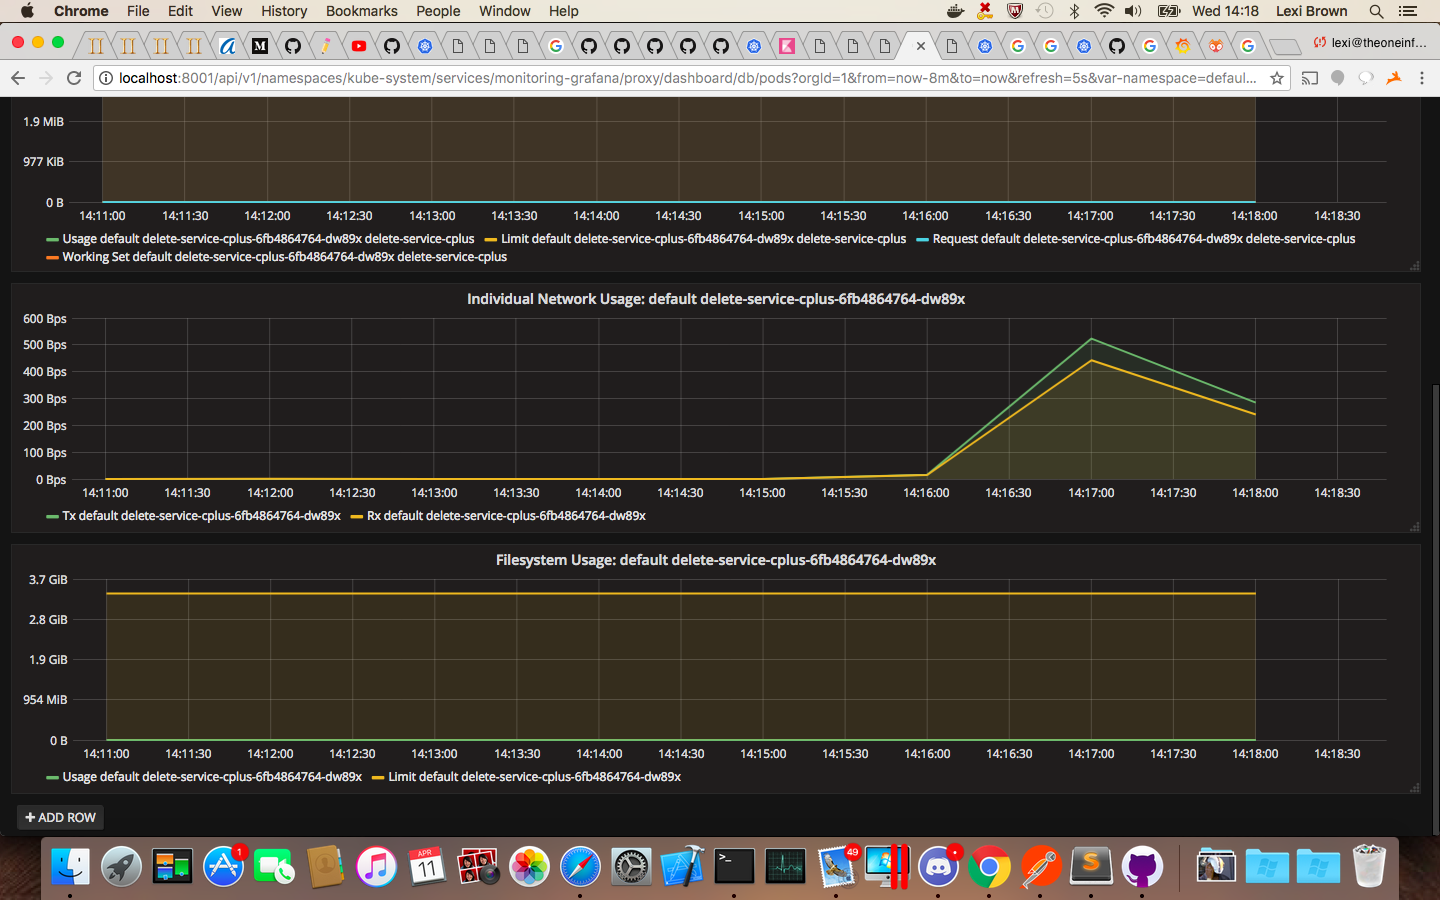 Chrome File Edit View History Bookmarks People Window Help Wed 14:18 Lexi Brown
lexi@theoneinf...
localhost:8001/api/v1/namespaces/kube-system/services/monitoring-grafana/proxy/dashboard/db/pods?orgId=1&from=now-8m&to=now&refresh=5s&var-namespace=defaul...
1.9 MiB
977 KiB
0 B
14:11:00 14:11:30 14:12:00 14:12:30 14:13:00 14:13:30 14:14:00 14:14:30 14:15:00 14:15:30 14:16:00 14:16:30 14:17:00 14:17:30 14:18:00 14:18:30
Usage default delete-service-cplus-6fb4864764-dw89x delete-service-cplus Limit default delete-service-cplus-6fb4864764-dw89x delete-service-cplus Request default delete-service-cplus-6fb4864764-dw89x delete-service-cplus
Working Set default delete-service-cplus-6fb4864764-dw89x delete-service-cplus
Individual Network Usage: default delete-service-cplus-6fb4864764-dw89x
600 Bps
500 Bps
400 Bps
300 Bps
200 Bps
100 Bps
0 Bps
14:11:00 14:11:30 14:12:00 14:12:30 14:13:00 14:13:30 14:14:00 14:14:30 14:15:00 14:15:30 14:16:00 14:16:30 14:17:00 14:17:30 14:18:00 14:18:30
Tx default delete-service-cplus-6fb4864764-dw89x Rx default delete-service-cplus-6fb4864764-dw89x
Filesystem Usage: default delete-service-cplus-6fb4864764-dw89x
3.7 GiB
2.8 GiB
1.9 GiB
954 MiB
0 B
14:11:00 14:11:30 14:12:00 14:12:30 14:13:00 14:13:30 14:14:00 14:14:30 14:15:00 14:15:30 14:16:00 14:16:30 14:17:00 14:17:30 14:18:00 14:18:30
Usage default delete-service-cplus-6fb4864764-dw89x Limit default delete-service-cplus-6fb4864764-dw89x
+ ADD ROW
1
APR
11
>_
49
S